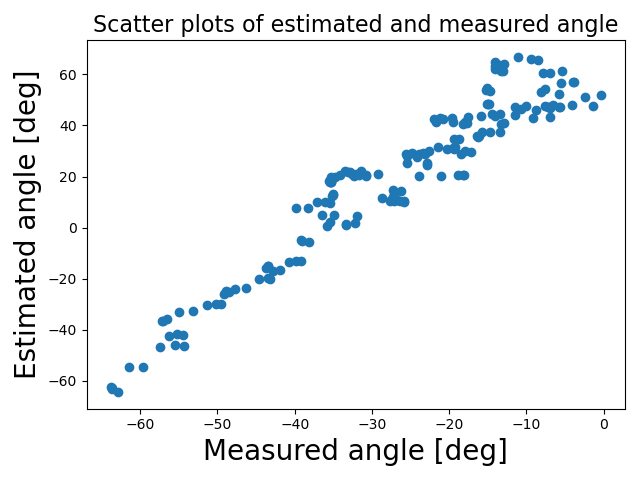 Scatter plots of estimated and measured angle
Estimated angle [deg]
60
40
20
0
−20
−40
−60
−60 −50 −40 −30 −20 −10 0
Measured angle [deg]